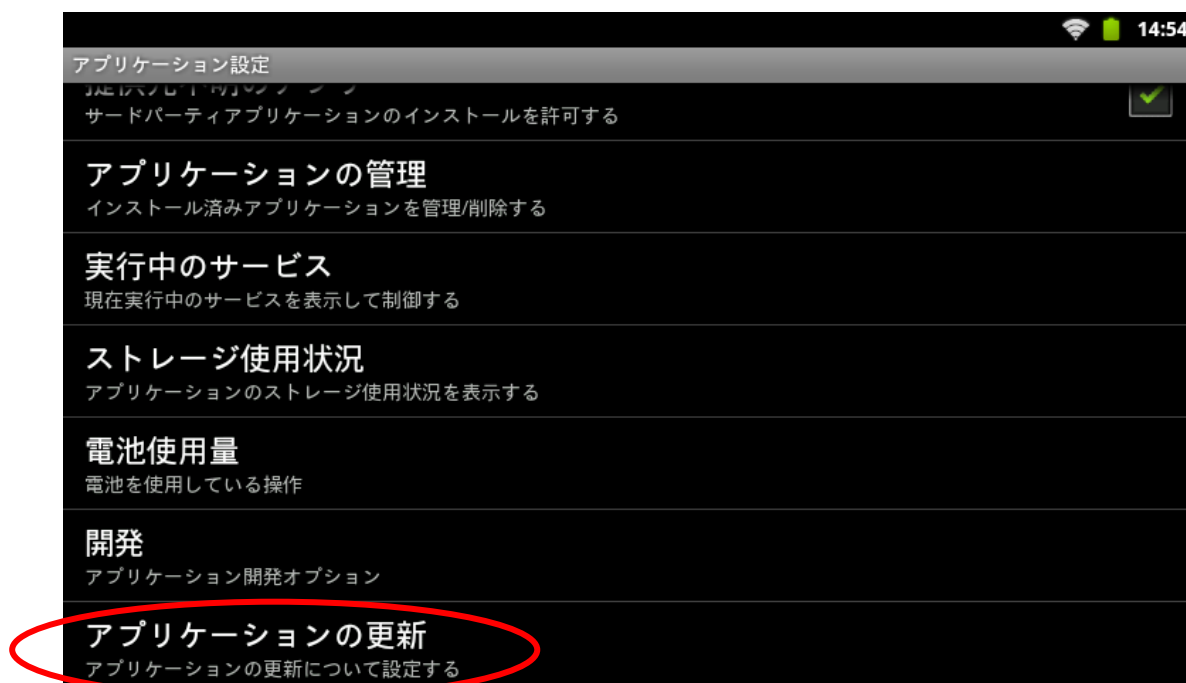 14:54
アプリケーション設定
サードパーティアプリケーションのインストールを許可する
アプリケーションの管理
インストール済みアプリケーションを管理/削除する
実行中のサービス
現在実行中のサービスを表示して制御する
ストレージ使用状況
アプリケーションのストレージ使用状況を表示する
電池使用量
電池を使用している操作
開発
アプリケーション開発オプション
アプリケーションの更新
アプリケーションの更新について設定する